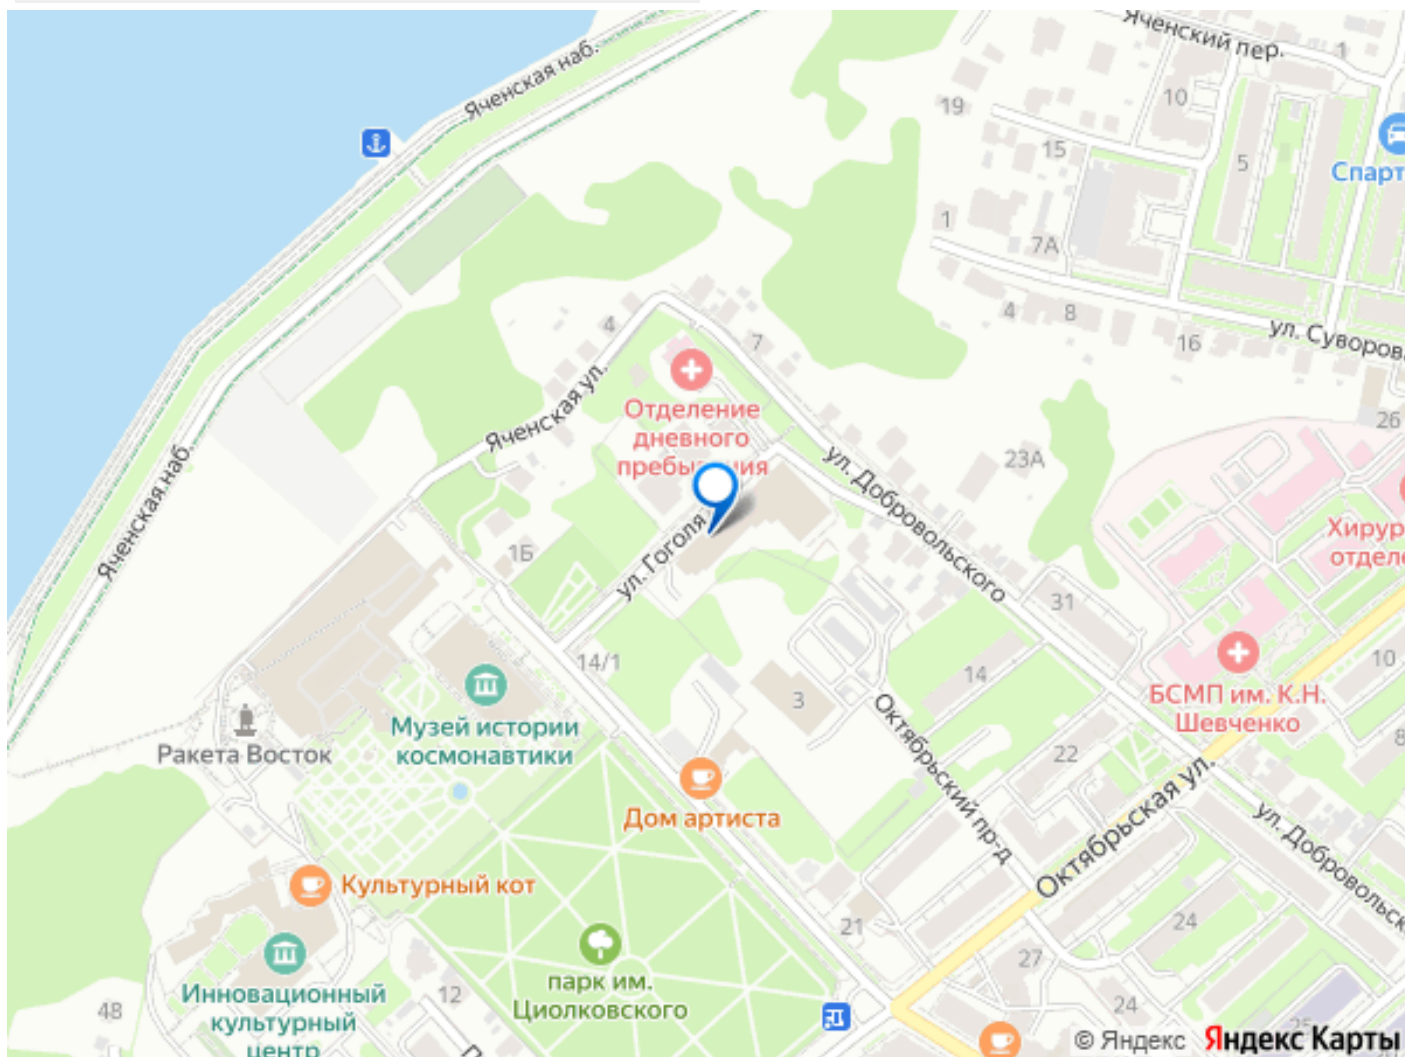 Яченский пер.
1
Яченская наб.
10
19
15
5
Спарт
1
7А
4
8
ул. Суворова
16
4
7
Отделение
дневного
пребывания
Яченская ул.
26
ул. Добровольского
23А
Хирур
отделе
Яченская наб.
ул. Гоголя
1Б
31
14/1
14
10
3
БСМП им. К.Н.
Шевченко
Музей истории
космонавтики
Ракета Восток
Октябрьский пр-д
22
8
Октябрьская ул.
Дом артиста
ул. Добровольск
Культурный кот
21
24
27
парк им.
Циолковского
Инновационный
культурный
центр
12
48
24
© Яндекс Яндекс Карты